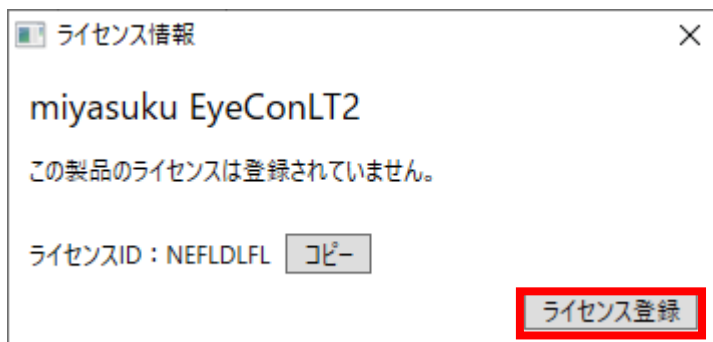 ライセンス情報
miyasuku EyeConLT2
この製品のライセンスは登録されていません。
ライセンスID：NEFLDLFL コピー
ライセンス登録